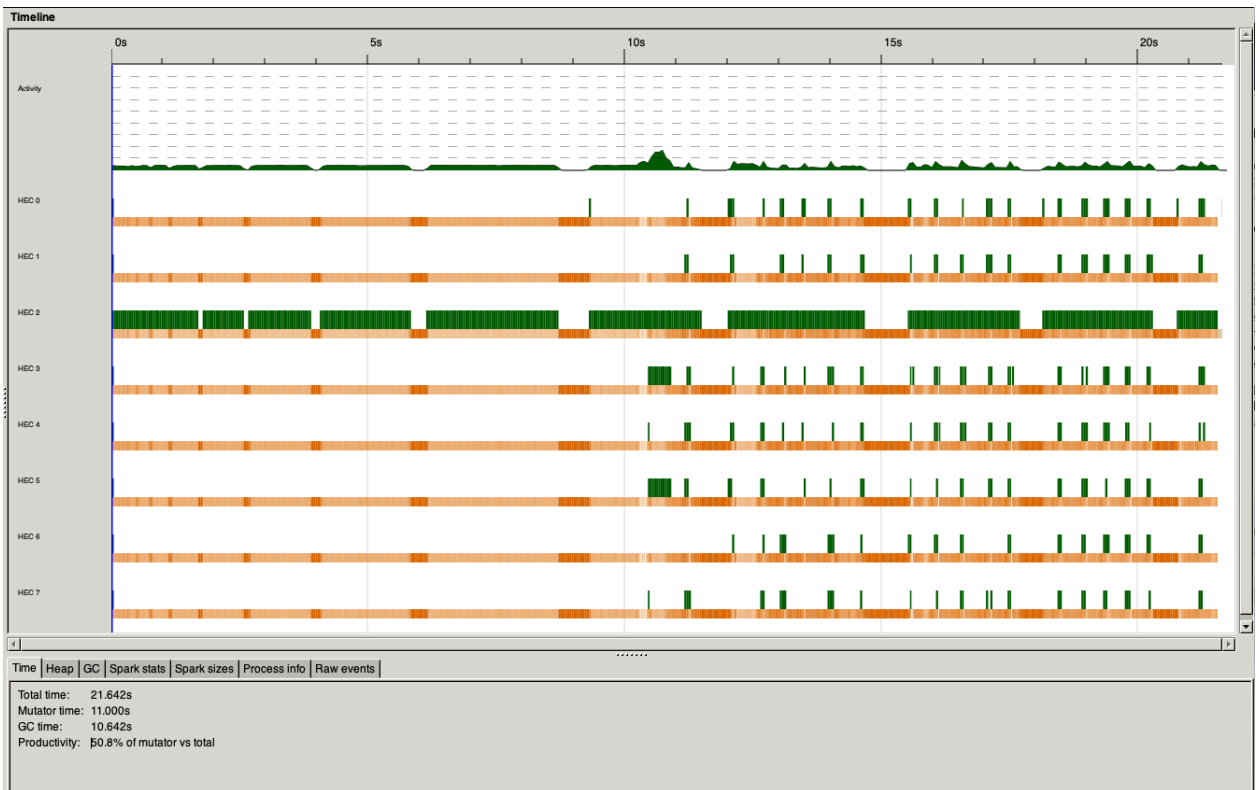 Timeline
0s 5s 10s 15s 20s
Activity
HEC 0
HEC 1
HEC 2
HEC 3
HEC 4
HEC 5
HEC 6
HEC 7
Time Heap GC Spark stats Spark sizes Process info Raw events
Total time: 21.642s
Mutator time: 11.000s
GC time: 10.642s
Productivity: 50.8% of mutator vs total